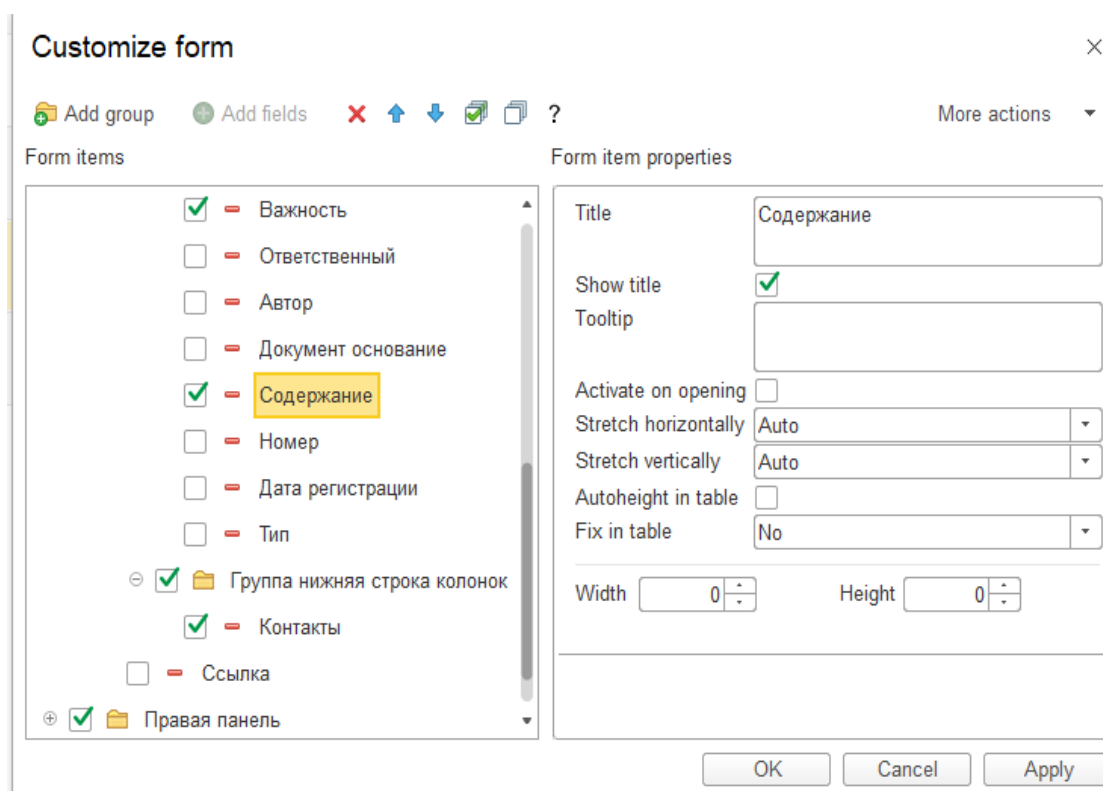 Customize form
Add group Add fields ? More actions
Form items
Form item properties
Важность
Ответственный
Автор
Документ основание
Содержание
Номер
Дата регистрации
Тип
Группа нижняя строка колонок
Контакты
Ссылка
Правая панель
Title Содержание
Show title
Tooltip
Activate on opening
Stretch horizontally Auto
Stretch vertically Auto
Autoheight in table
Fix in table No
Width 0 Height 0
OK Cancel Apply